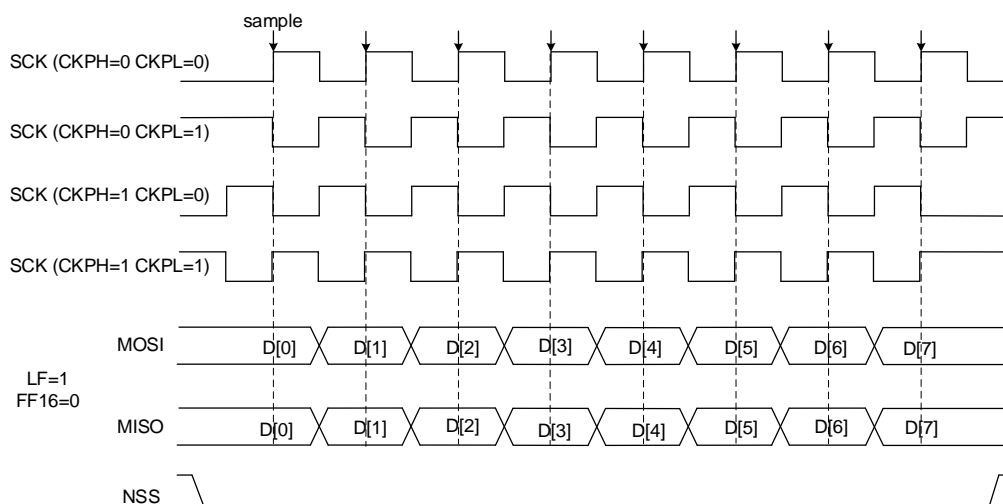 sample
SCK (CKPH=0 CKPL=0)
SCK (CKPH=0 CKPL=1)
SCK (CKPH=1 CKPL=0)
SCK (CKPH=1 CKPL=1)
MOSI
D[0] D[1] D[2] D[3] D[4] D[5] D[6] D[7]
LF=1
FF16=0
MISO
D[0] D[1] D[2] D[3] D[4] D[5] D[6] D[7]
NSS